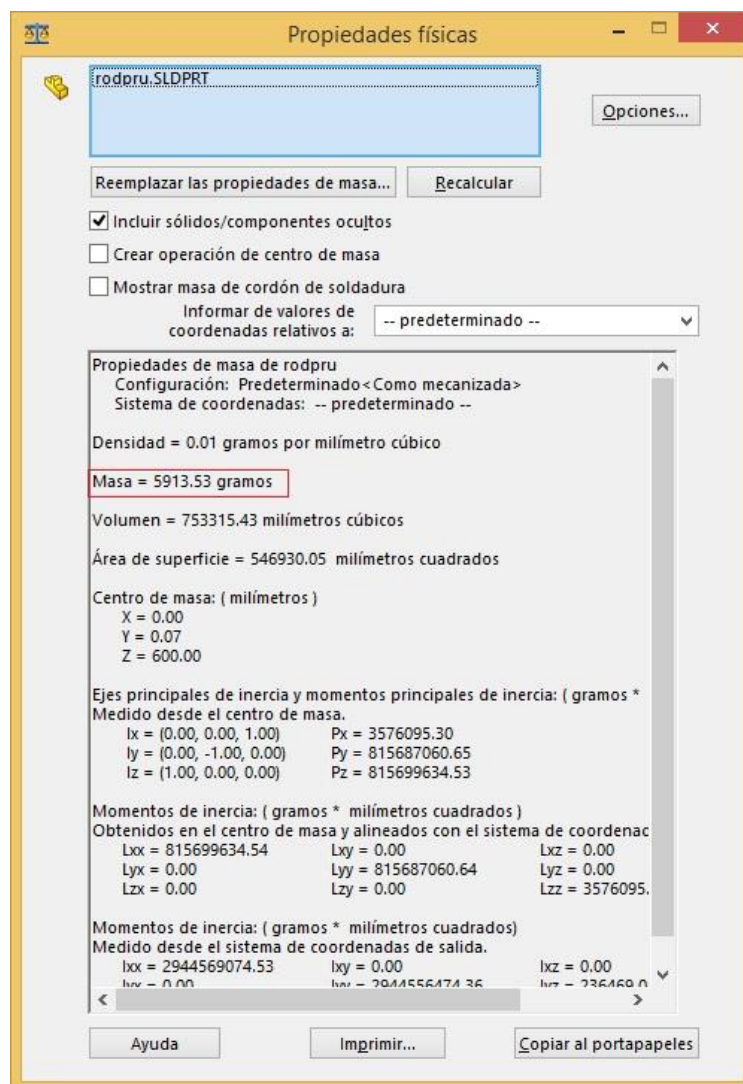 Propiedades físicas
rodpru.SLDPRT
Opciones...
Reemplazar las propiedades de masa...
Recalcular
Incluir sólidos/componentes ocultos
Crear operación de centro de masa
Mostrar masa de cordón de soldadura
Informar de valores de
coordenadas relativos a:
-- predeterminado --
Propiedades de masa de rodpru
Configuración: Predeterminado<Como mecanizada>
Sistema de coordenadas: -- predeterminado --
Densidad = 0.01 gramos por milímetro cúbico
Masa = 5913.53 gramos
Volumen = 753315.43 milímetros cúbicos
Área de superficie = 546930.05 milímetros cuadrados
Centro de masa: ( milímetros )
X = 0.00
Y = 0.07
Z = 600.00
Ejes principales de inercia y momentos principales de inercia: ( gramos *
Medido desde el centro de masa.
Ix = (0.00, 0.00, 1.00) Px = 3576095.30
Iy = (0.00, -1.00, 0.00) Py = 815687060.65
Iz = (1.00, 0.00, 0.00) Pz = 815699634.53
Momentos de inercia: ( gramos * milímetros cuadrados )
Obtenidos en el centro de masa y alineados con el sistema de coordenac
Lxx = 815699634.54 Lxy = 0.00 Lxz = 0.00
Lyx = 0.00 Lyy = 815687060.64 Lyz = 0.00
Lzx = 0.00 Lzy = 0.00 Lzz = 3576095.
Momentos de inercia: ( gramos * milímetros cuadrados)
Medido desde el sistema de coordenadas de salida.
Ixx = 2944569074.53 Ixy = 0.00 Ixz = 0.00
Iyx = 0.00 Iyy = 2944556474.36 Iyz = 236469.0
Ayuda
Imprimir...
Copiar al portapapeles